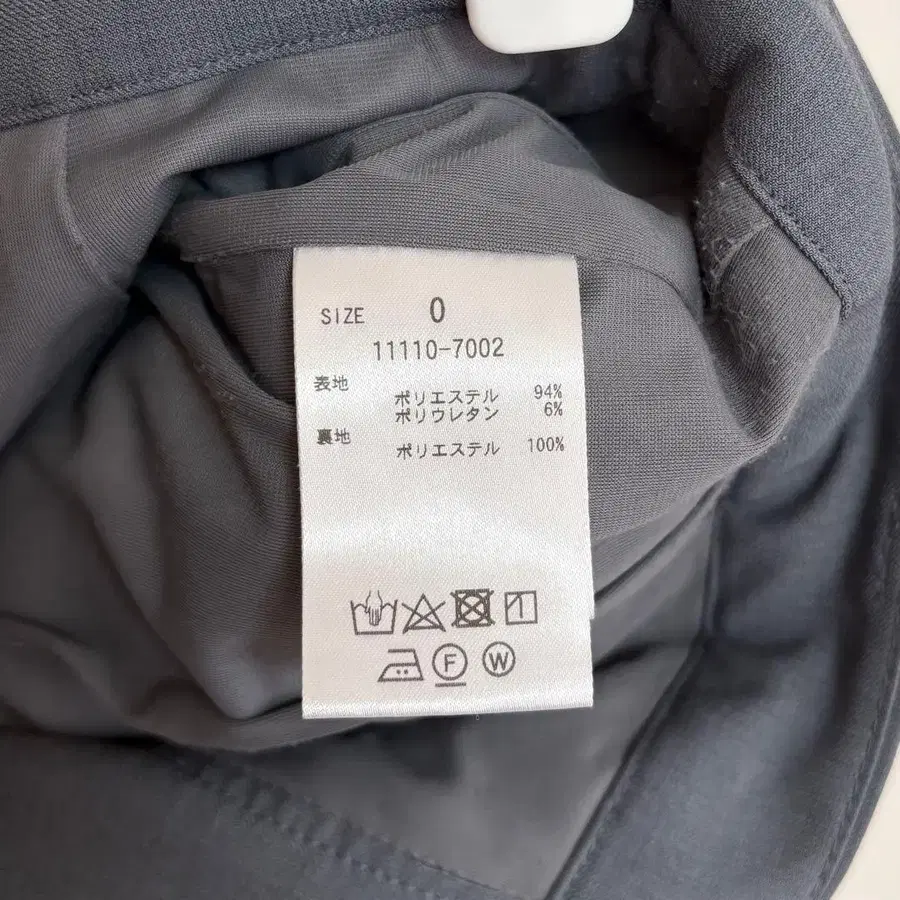 SIZE 0
11110-7002
表地
ポリエステル 94%
ポリウレタン 6%
裏地
ポリエステル 100%
F W